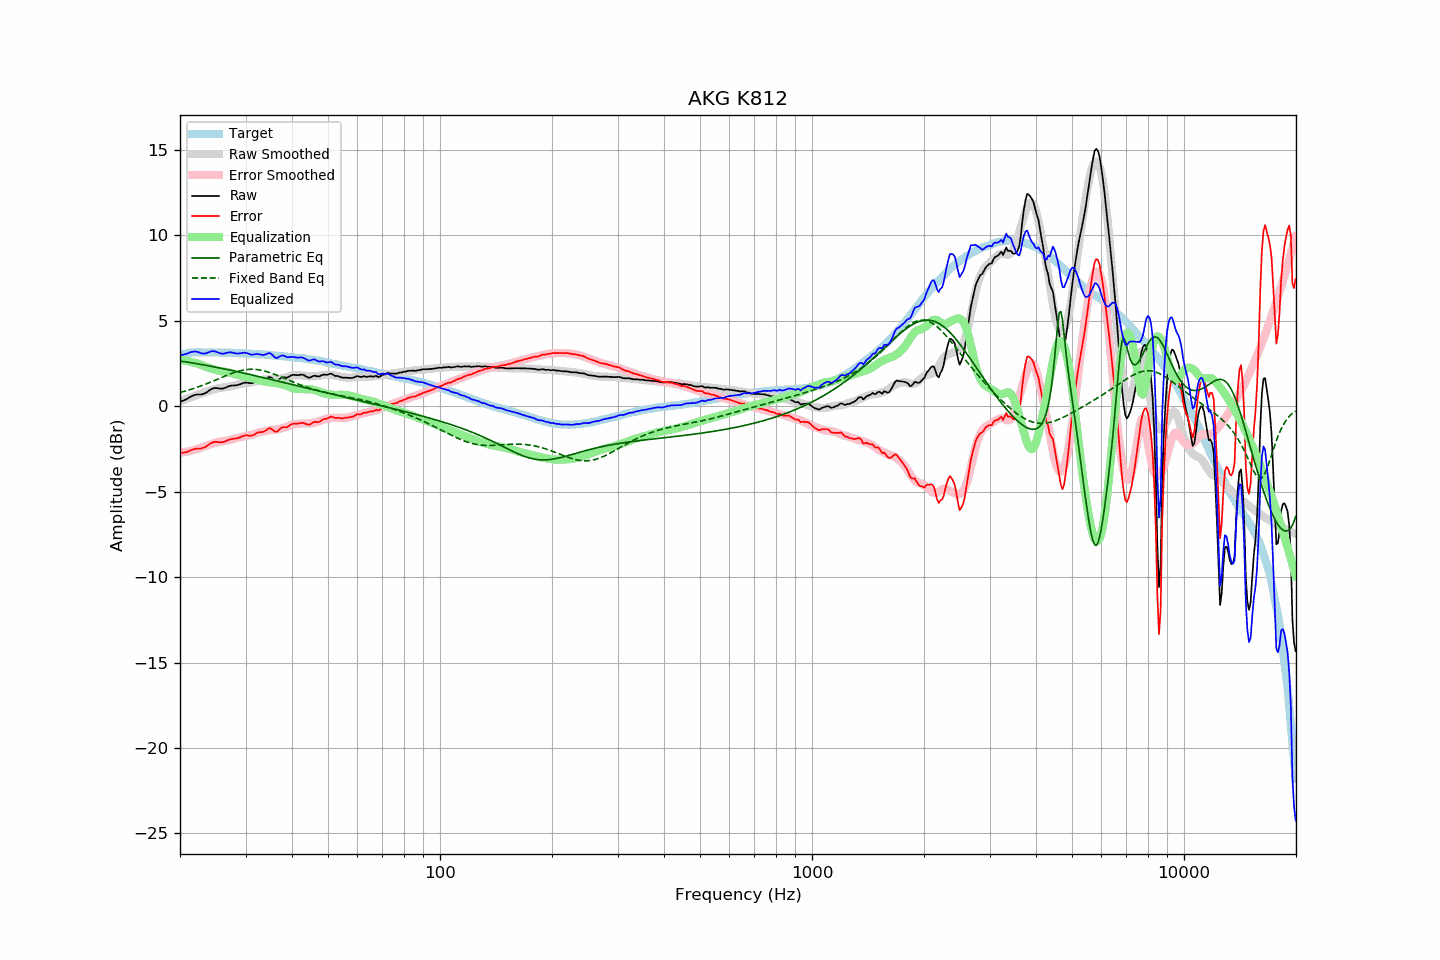 AKG K812
Target
Raw Smoothed
Error Smoothed
Raw
Error
Equalization
Parametric Eq
Fixed Band Eq
Equalized
15
10
5
0
−5
−10
−15
−20
−25
Amplitude (dBr)
100 1000 10000
Frequency (Hz)